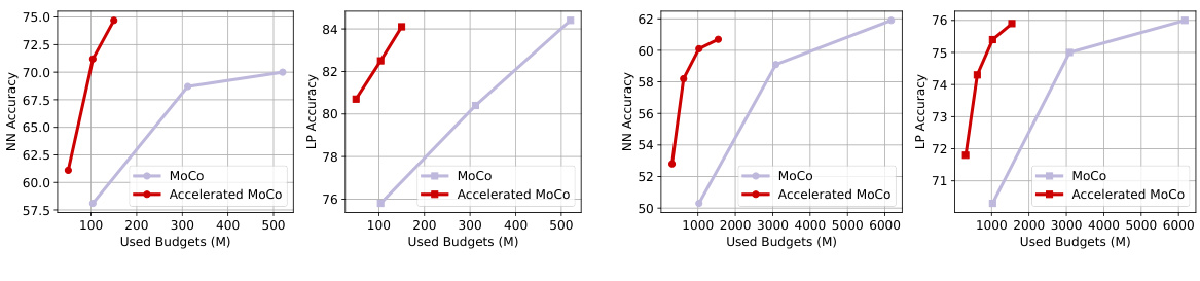 NN Accuracy
75.0
72.5
70.0
67.5
65.0
62.5
60.0
57.5
100 200 300 400 500
Used Budgets (M)
MoCo
Accelerated MoCo
LP Accuracy
84
82
80
78
76
100 200 300 400 500
Used Budgets (M)
MoCo
Accelerated MoCo
NN Accuracy
62
60
58
56
54
52
50
1000 2000 3000 4000 5000 6000
Used Budgets (M)
MoCo
Accelerated MoCo
LP Accuracy
76
75
74
73
72
71
1000 2000 3000 4000 5000 6000
Used Budgets (M)
MoCo
Accelerated MoCo